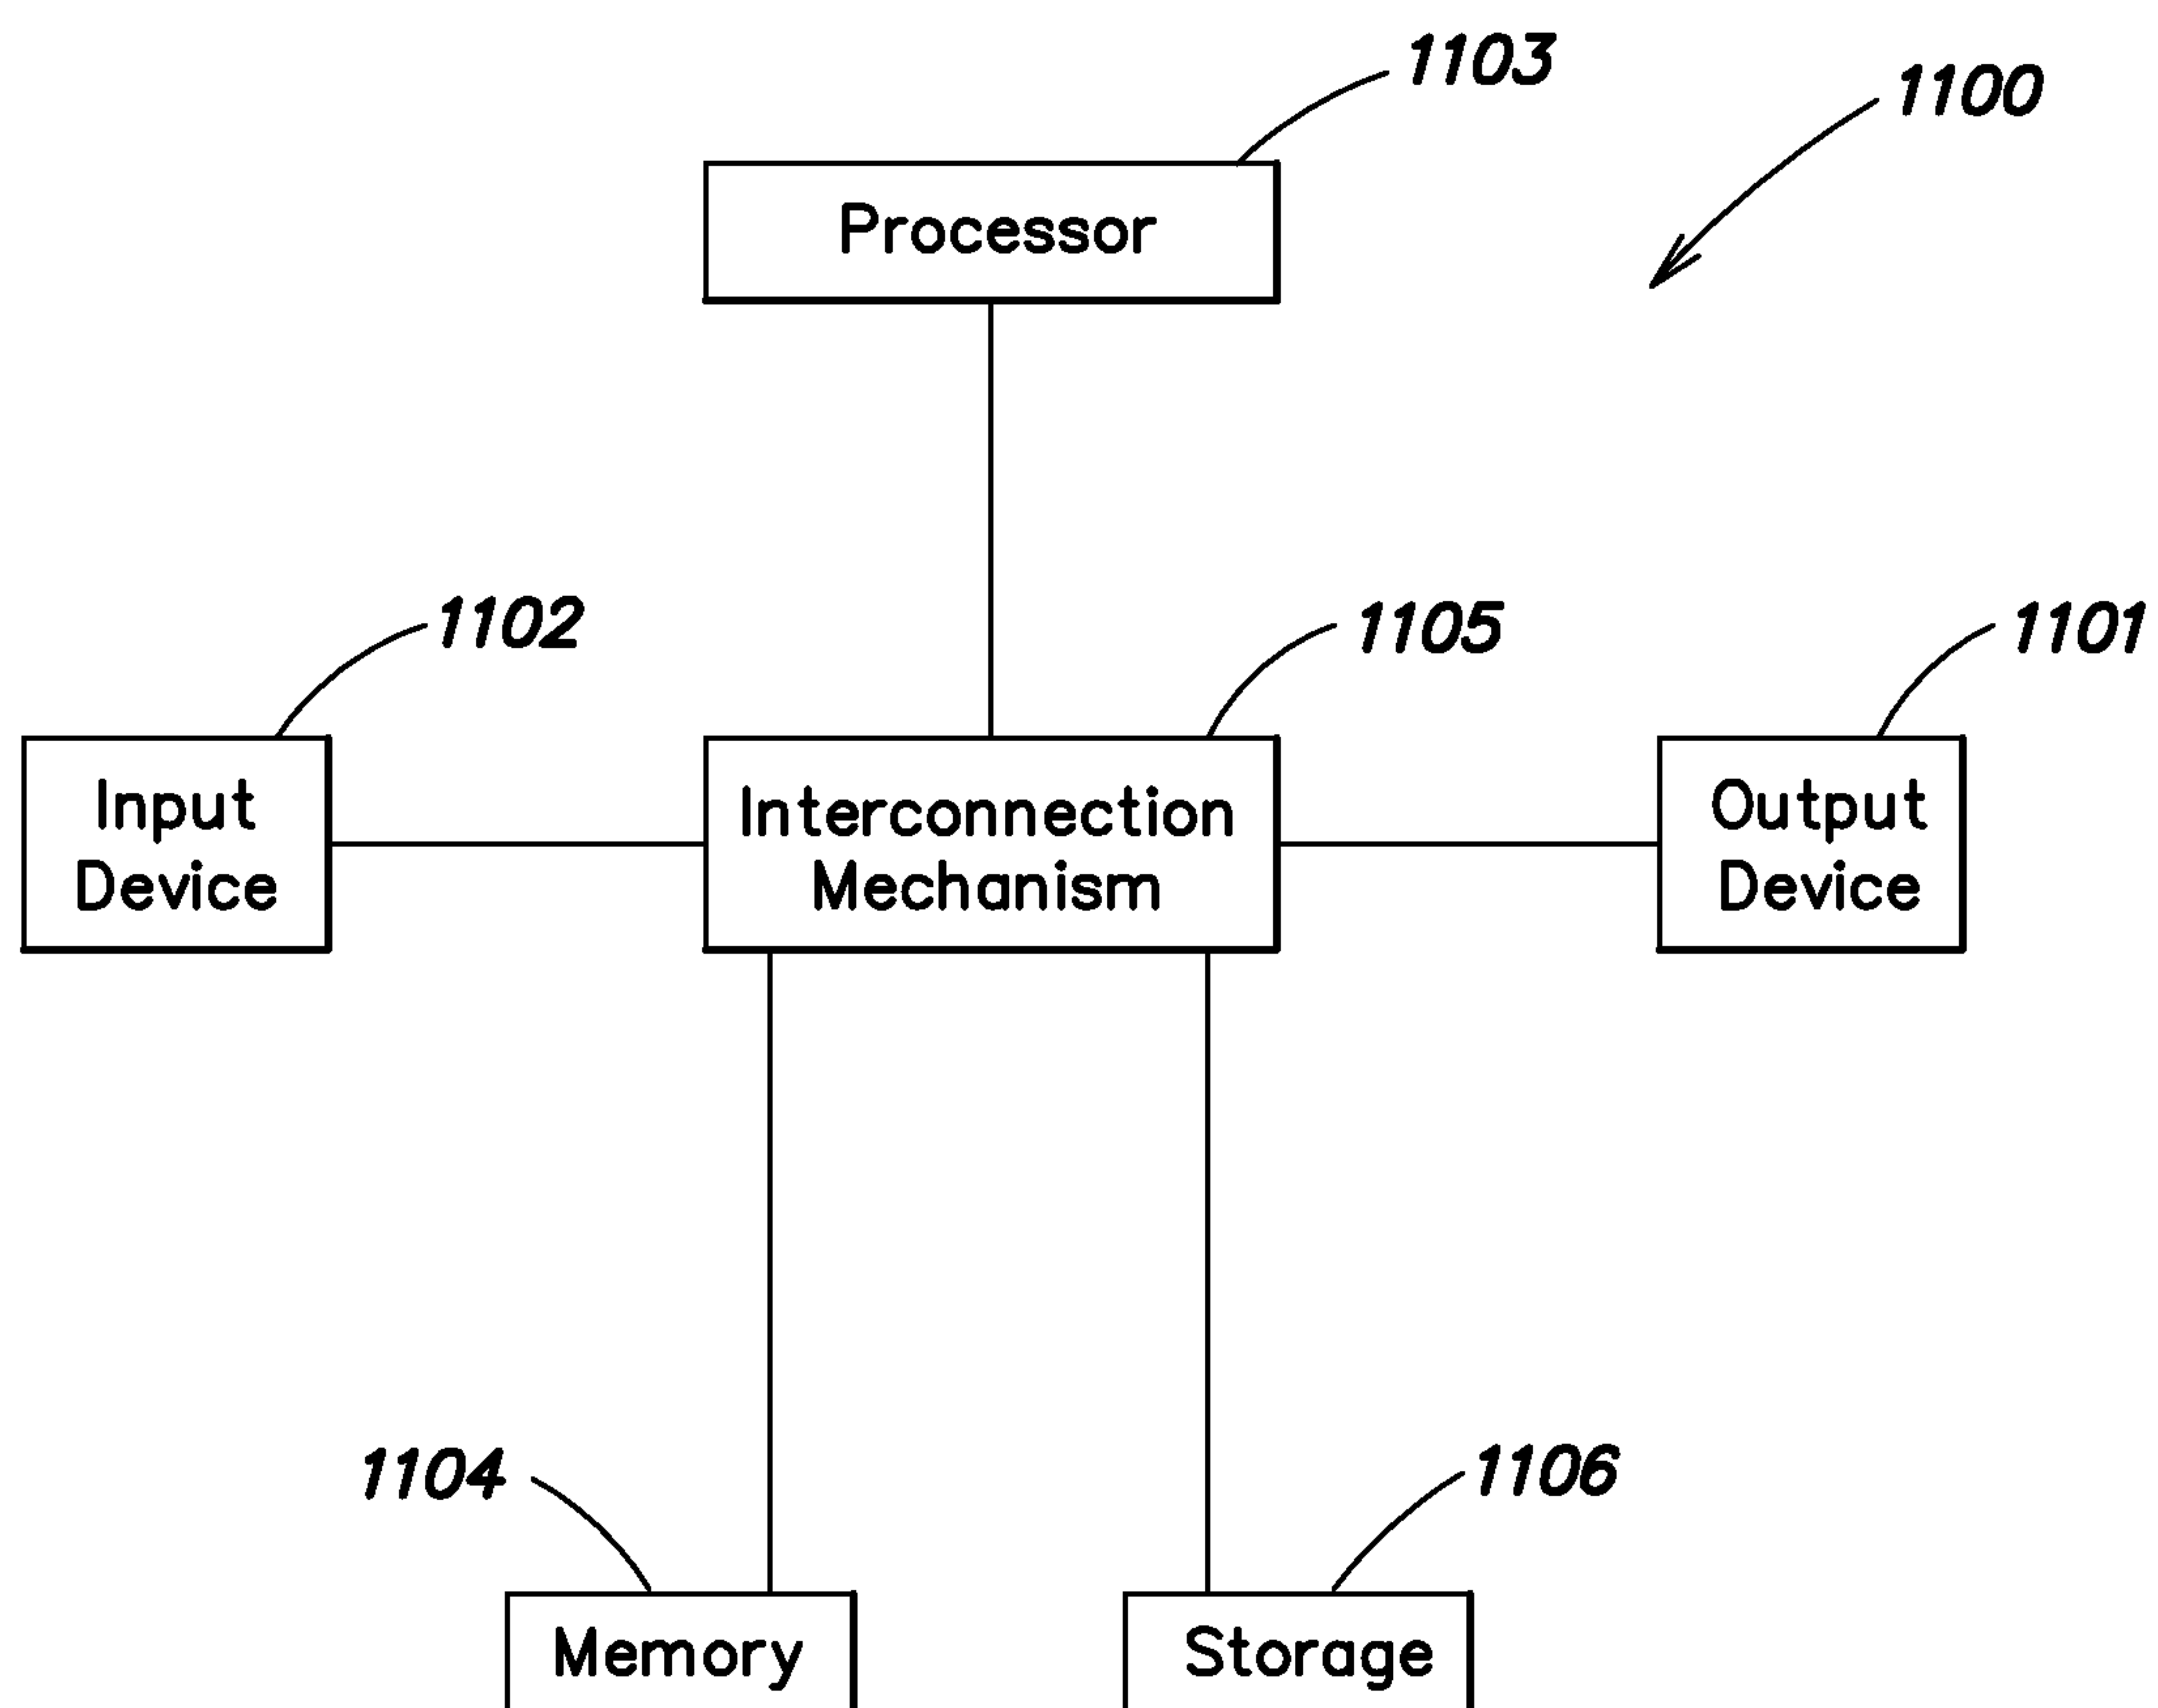 1103
1100
Processor
1102
1105
1101
Input
Device
Interconnection
Mechanism
Output
Device
1104
1106
Memory
Storage